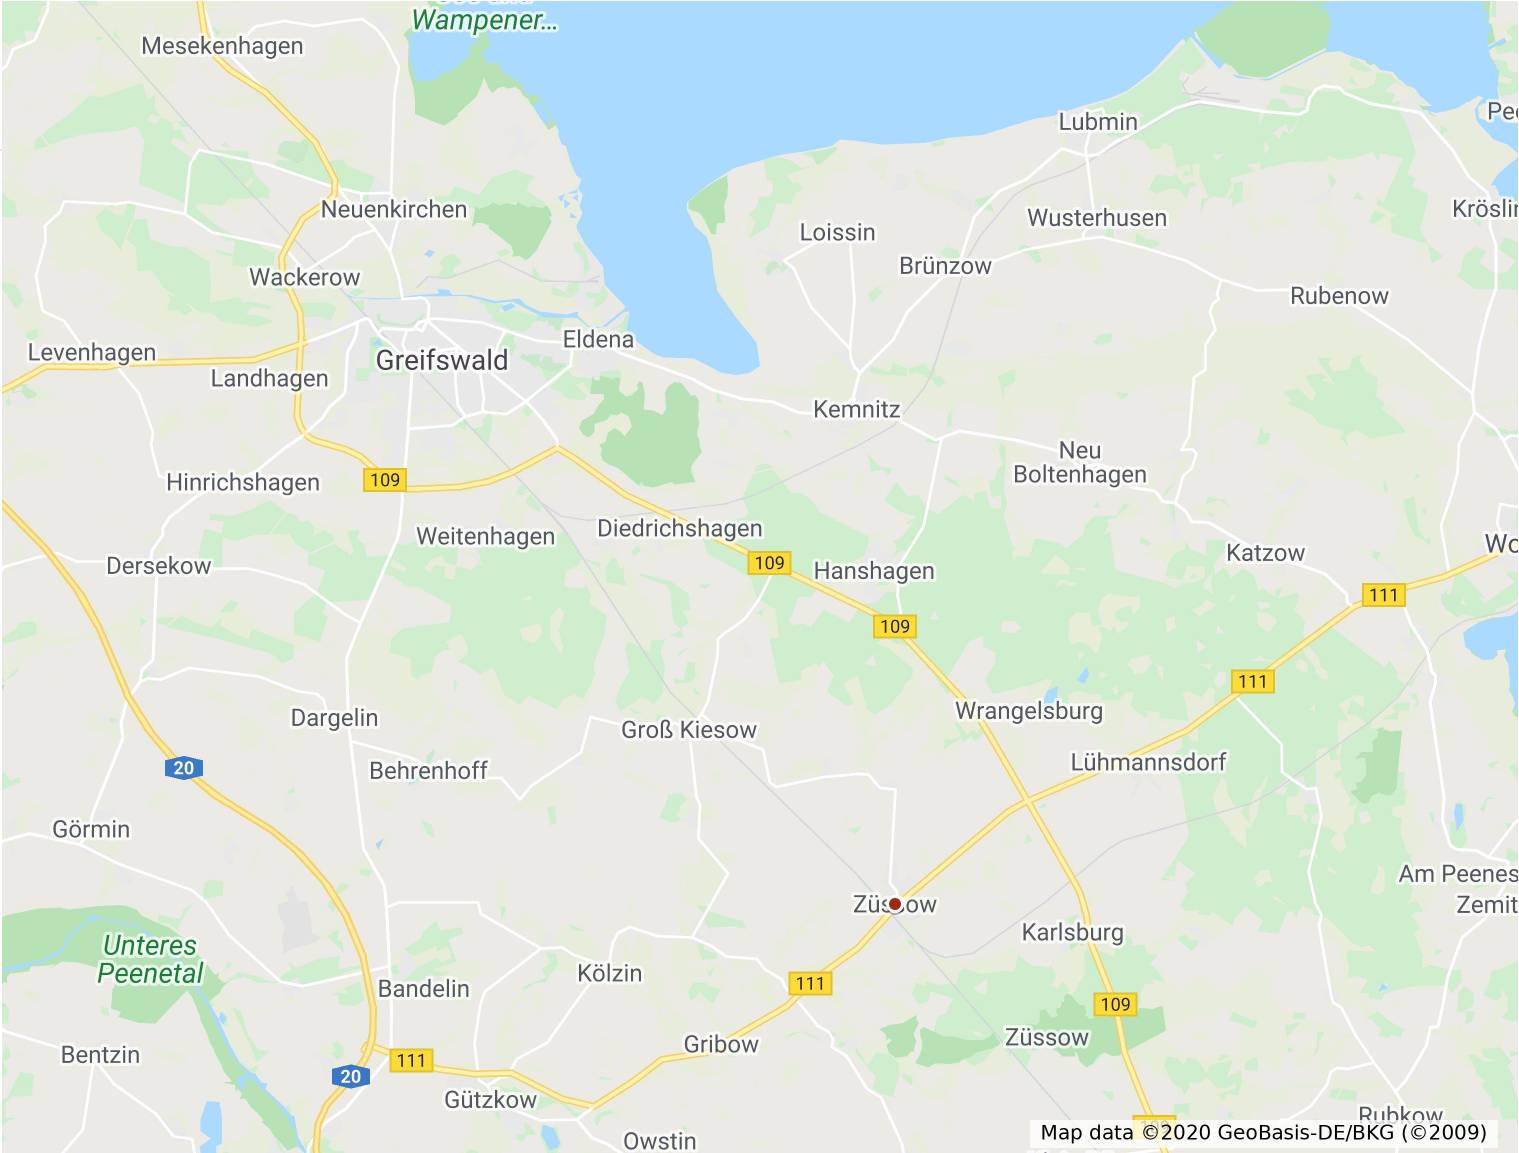 Wampener...
Mesekenhagen
Lubmin
Neuenkirchen
Kröslin
Wusterhusen
Loissin
Brünzow
Wackerow
Rubenow
Eldena
Levenhagen
Greifswald
Landhagen
Kemnitz
Neu
Boltenhagen
109
Hinrichshagen
Diedrichshagen
Weitenhagen
Wo
Katzow
109
Hanshagen
Dersekow
111
109
111
Wrangelsburg
Dargelin
Groß Kiesow
Lühmannsdorf
20
Behrenhoff
Görmin
Am Peenes
Züssow
Zemit
Karlsburg
Unteres
Peenetal
Kölzin
111
Bandelin
109
Züssow
Gribow
Bentzin
111
20
Gützkow
Rubkow
Owstin
Map data ©2020 GeoBasis-DE/BKG (©2009)